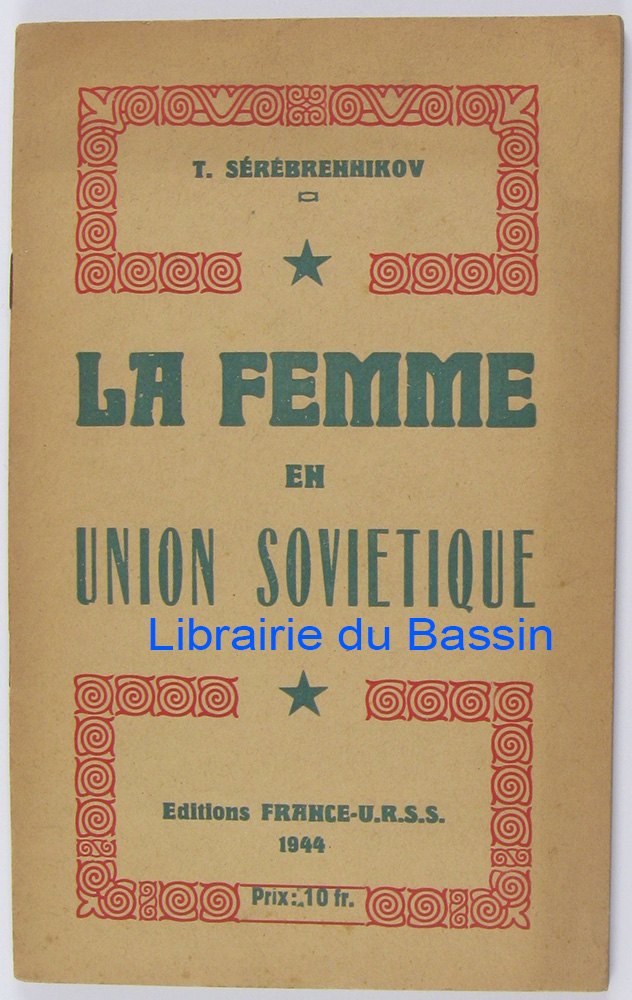 T. SÉRÉBRENNIKOV
LA FEMME
EN
UNION SOVIETIQUE
Librairie du Bassin
Editions FRANCE-U.R.S.S.
1944
Prix: 10 fr.